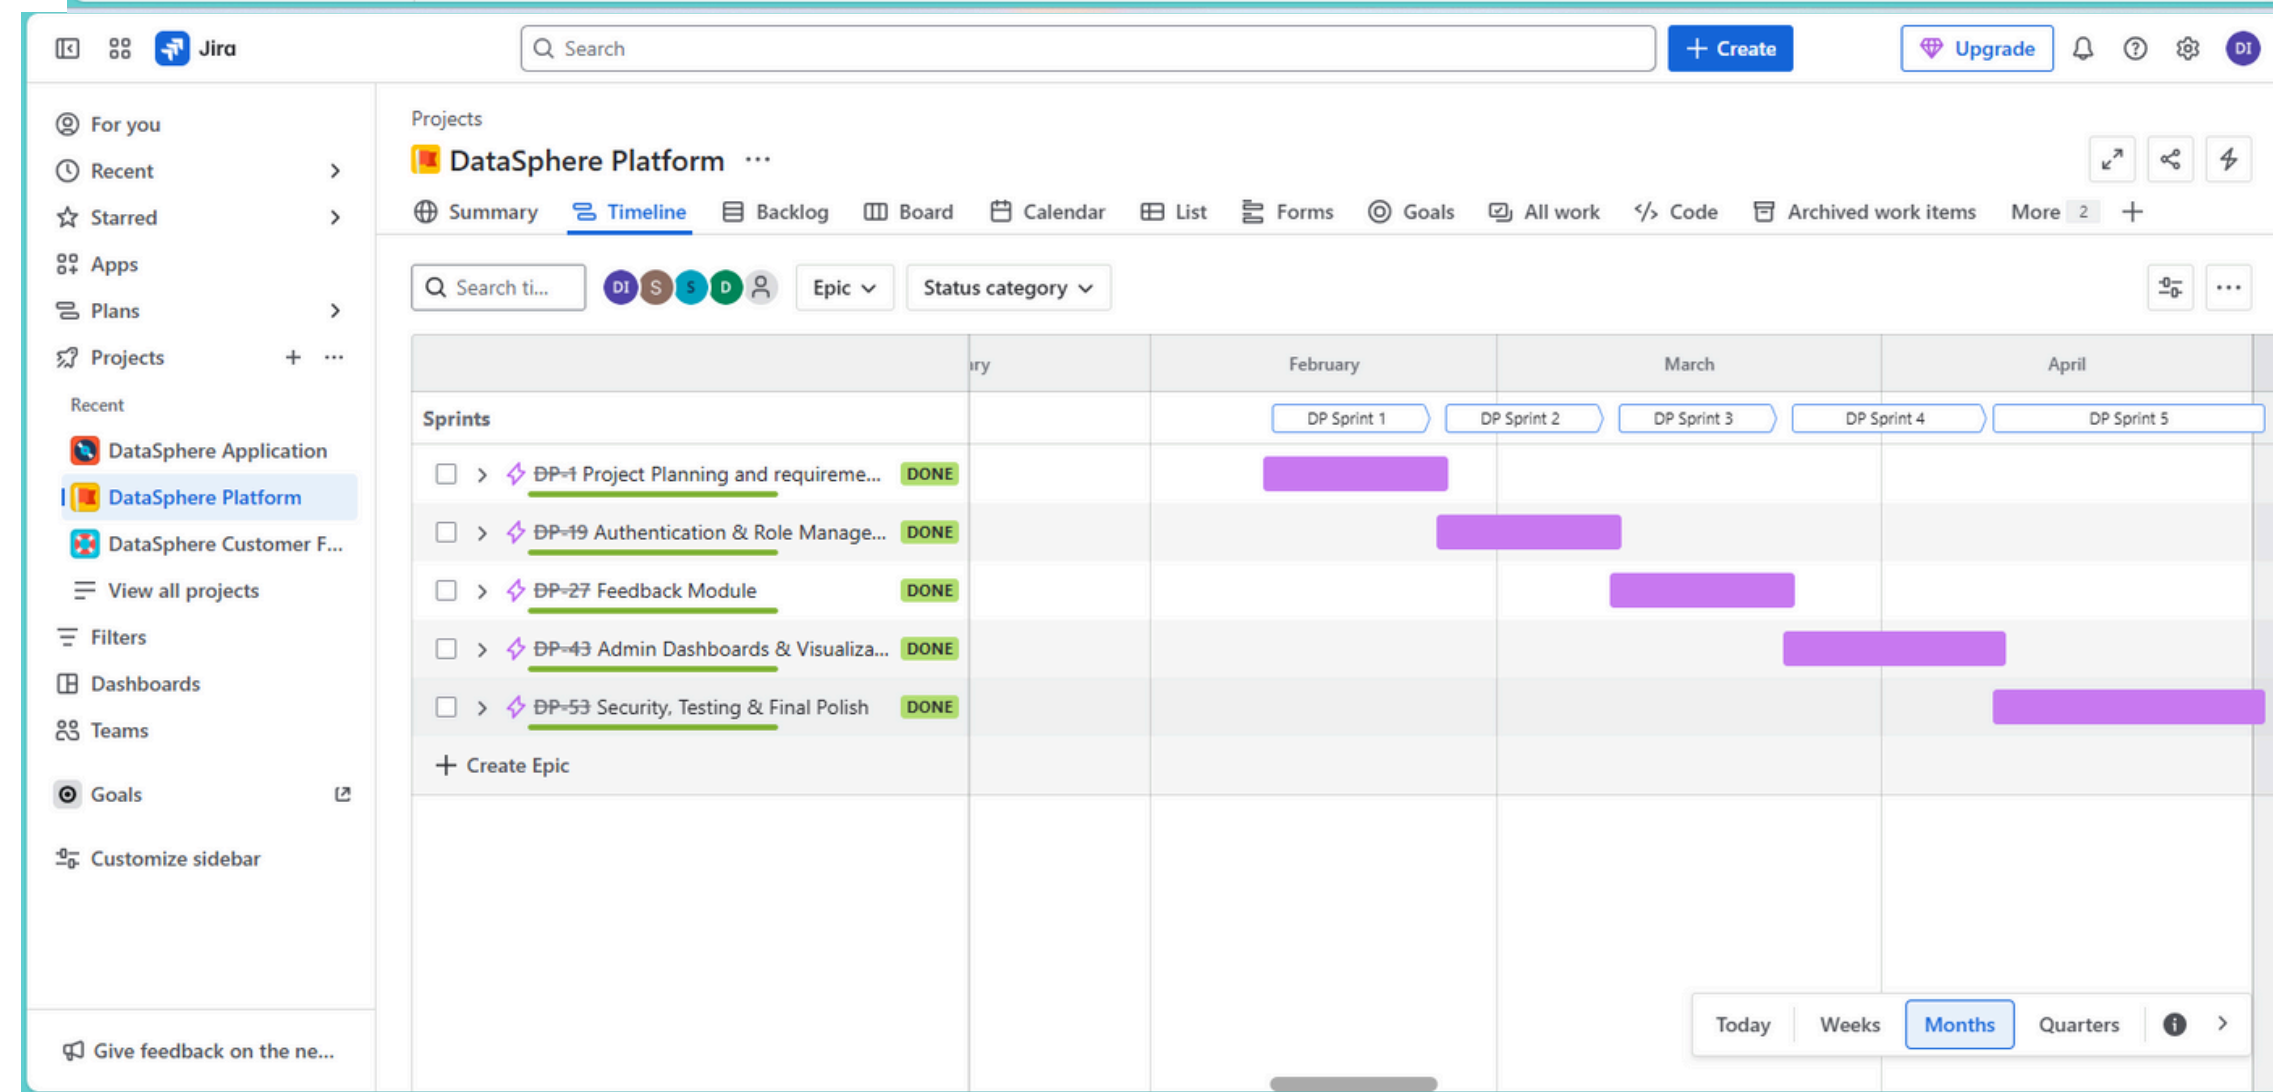 Jira
Search
+ Create
Upgrade
DI
For you
Recent
Starred
Apps
Plans
Projects
Recent
DataSphere Application
DataSphere Platform
DataSphere Customer F...
View all projects
Filters
Dashboards
Teams
Goals
Customize sidebar
Give feedback on the ne...
Projects
DataSphere Platform
Summary Timeline Backlog Board Calendar List Forms Goals All work Code Archived work items More 2
Search ti... DI S S D Epic Status category
ry February March April
Sprints DP Sprint 1 DP Sprint 2 DP Sprint 3 DP Sprint 4 DP Sprint 5
DP-1 Project Planning and requireme... DONE
DP-19 Authentication & Role Manage... DONE
DP-27 Feedback Module DONE
DP-43 Admin Dashboards & Visualiza... DONE
DP-53 Security, Testing & Final Polish DONE
+ Create Epic
Today Weeks Months Quarters